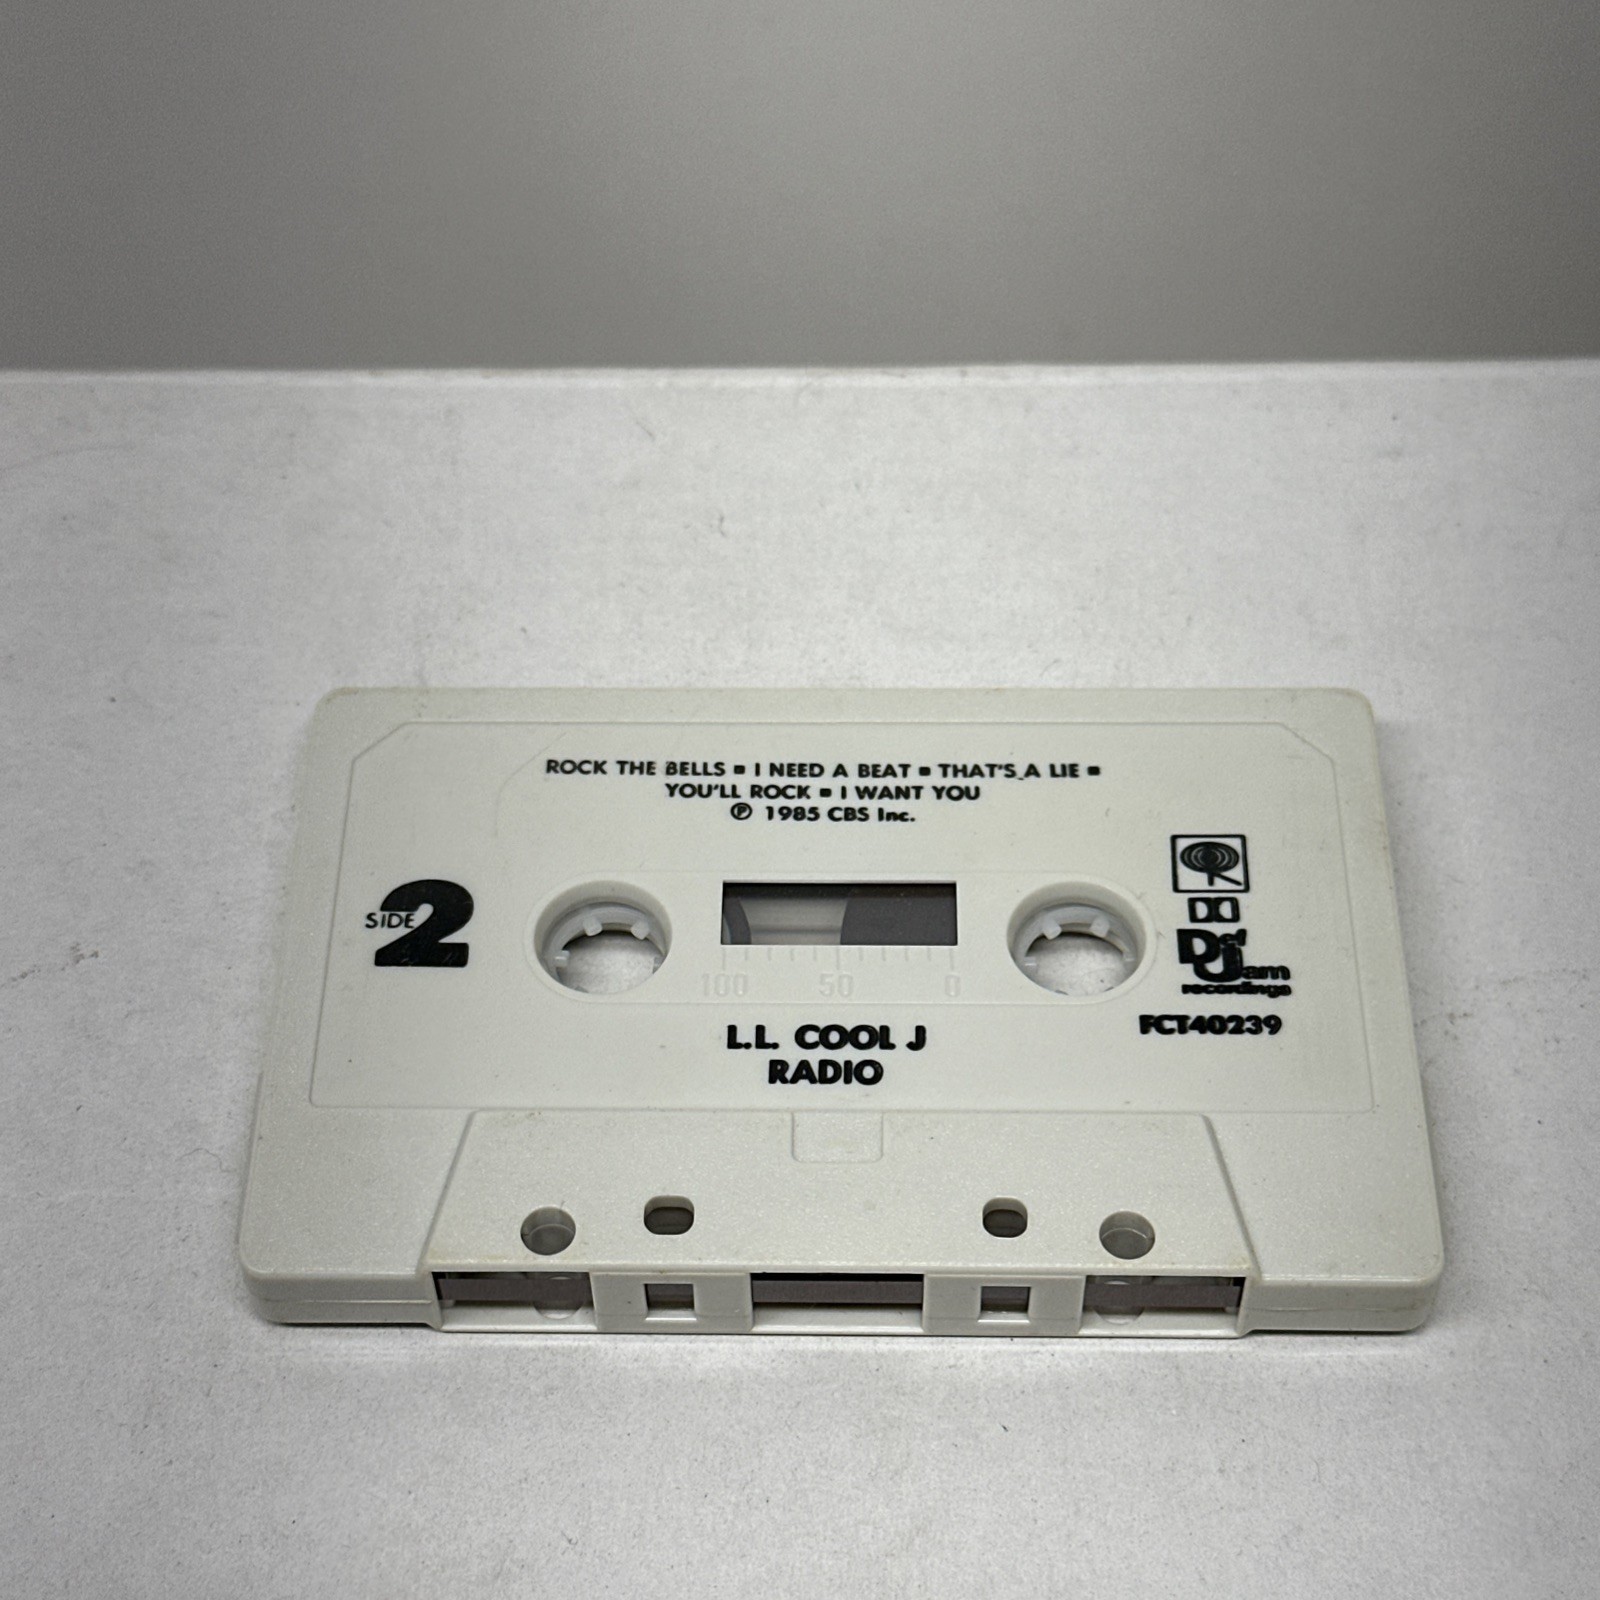 ROCK THE BELLS ▪ I NEED A BEAT ▪ THAT'S A LIE ▪
YOU'LL ROCK ▪ I WANT YOU
℗ 1985 CBS Inc.
SIDE 2
100 50 0
Def
Jam
recordings
FCT40239
L.L. COOL J
RADIO